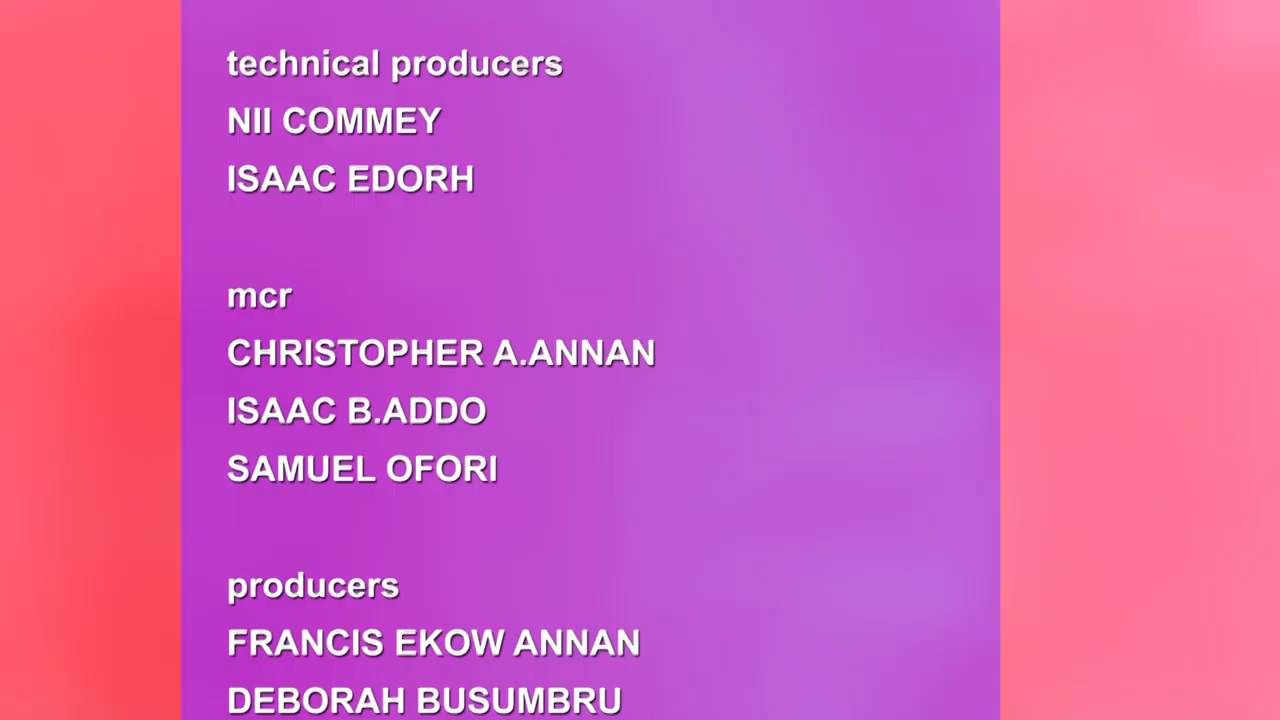 technical producers
NII COMMEY
ISAAC EDORH
mcr
CHRISTOPHER A.ANNAN
ISAAC B.ADDO
SAMUEL OFORI
producers
FRANCIS EKOW ANNAN
DEBORAH BUSUMBRU